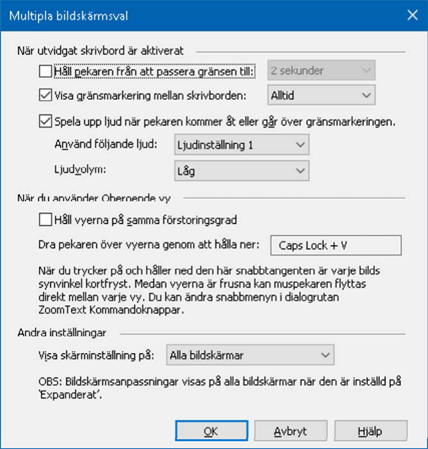 Multipla bildskärmsval
När utvidgat skrivbord är aktiverat
Håll pekaren från att passera gränsen till: 2 sekunder
Visa gränsmarkering mellan skrivborden: Alltid
Spela upp ljud när pekaren kommer åt eller går över gränsmarkeringen.
Använd följande ljud: Ljudinställning 1
Ljudvolym: Låg
När du använder Oberoende vy
Håll vyerna på samma förstoringsgrad
Dra pekaren över vyerna genom att hålla ner: Caps Lock + V
När du trycker på och håller ned den här snabbtangenten är varje bilds
synvinkel kortfryst. Medan vyerna är frusna kan muspekaren flyttas
direkt mellan varje vy. Du kan ändra snabbmenyn i dialogrutan
ZoomText Kommandoknappar.
Andra inställningar
Visa skärminställning på: Alla bildskärmar
OBS: Bildskärmsanpassningar visas på alla bildskärmar när den är inställd på
'Expanderat'.
OK Avbryt Hjälp